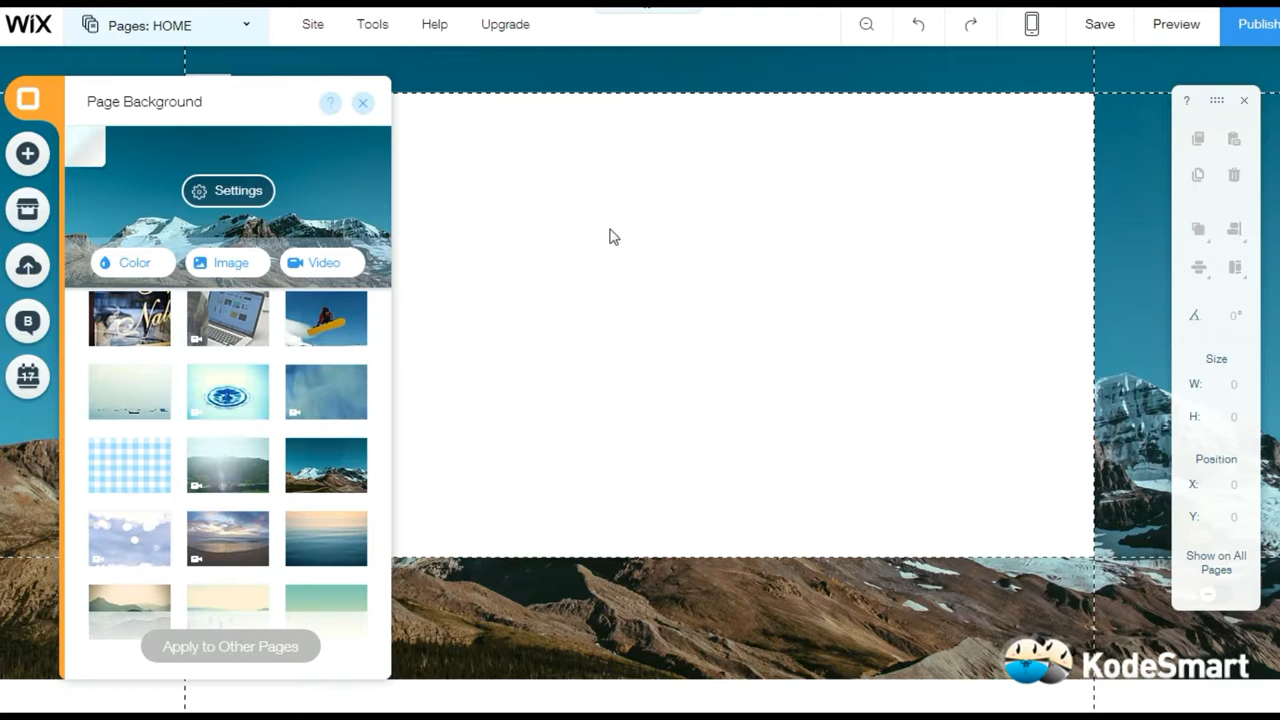 WiX
Pages: HOME
Site
Tools
Help
Upgrade
Save
Preview
Publish
Page Background
?
Settings
Color
Image
Video
Apply to Other Pages
B
17
?
0°
Size
W: 0
H: 0
Position
X: 0
Y: 0
Show on All
Pages
KodeSmart